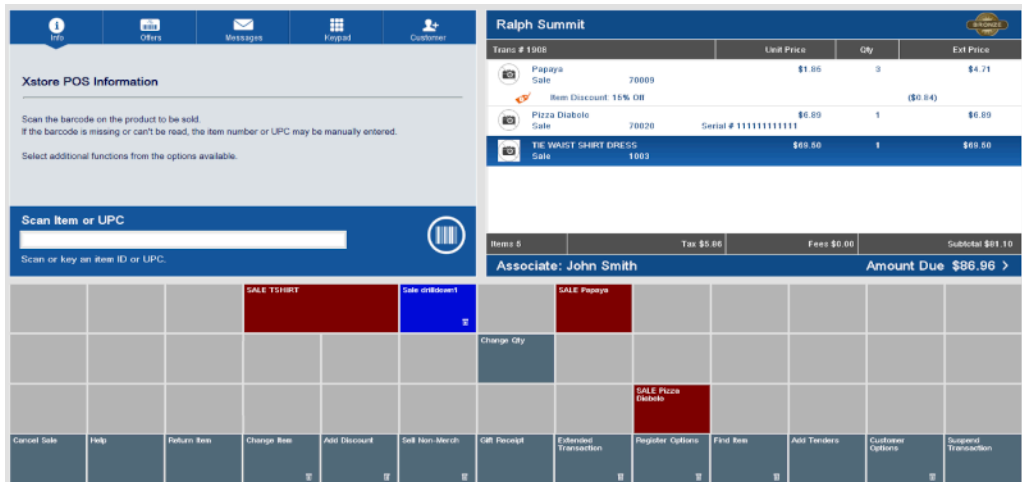 Info
Offers
Messages
Keypad
Customer
Xstore POS Information
Scan the barcode on the product to be sold.
If the barcode is missing or can't be read, the item number or UPC may be manually entered.
Select additional functions from the options available.
Scan Item or UPC
Scan or key an item ID or UPC.
Ralph Summit
BRONZE
Trans # 1908 Unit Price Qty Ext Price
Papaya $1.85 3 $4.71
Sale 70009
Item Discount: 15% Off ($0.84)
Pizza Diabolo $6.89 1 $6.89
Sale 70020 Serial # 111111111111
TIE WAIST SHIRT DRESS $69.50 1 $69.50
Sale 1003
Items 5 Tax $5.86 Fees $0.00 Subtotal $81.10
Associate: John Smith Amount Due $86.96 >
SALE TSHIRT
Sale drilldown1
SALE Papaya
Change Qty
SALE Pizza
Diabolo
Cancel Sale
Help
Return Item
Change Item
Add Discount
Sell Non-Merch
Gift Receipt
Extended
Transaction
Register Options
Find Item
Add Tenders
Customer
Options
Suspend
Transaction